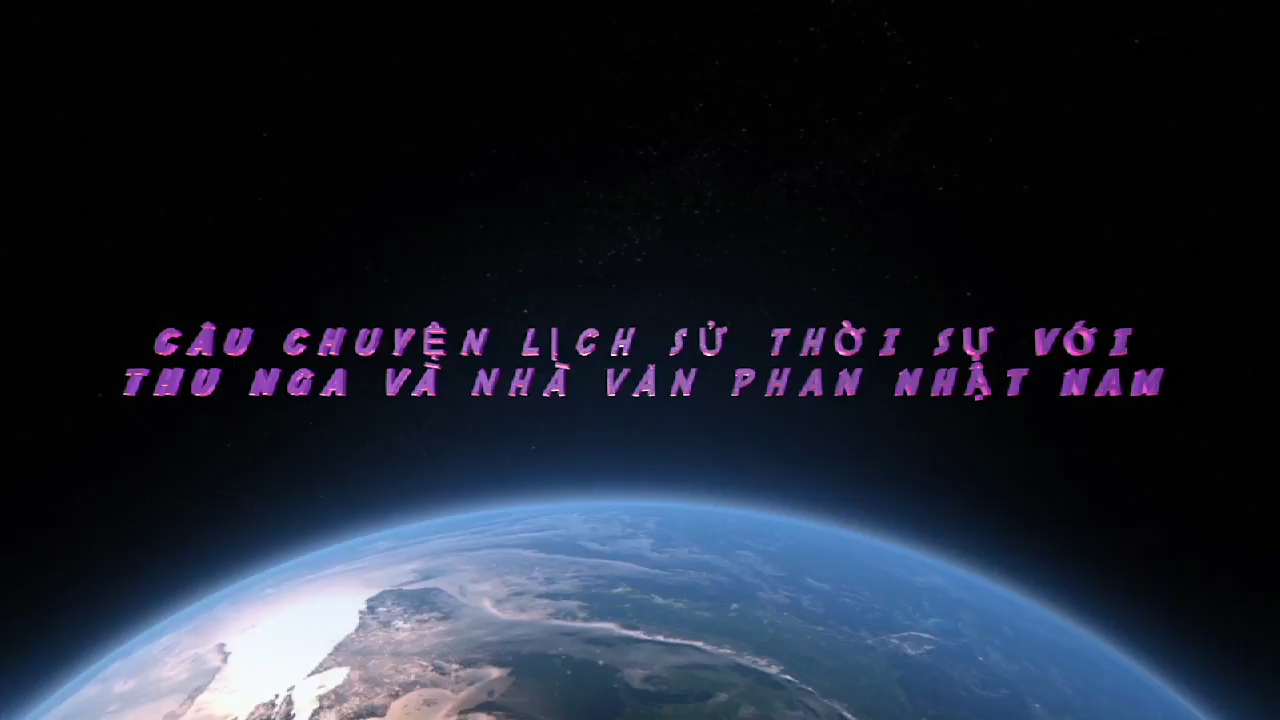 CÂU CHUYỆN LỊCH SỬ THỜI SỰ VỚI
THU NGA VÀ NHÀ VĂN PHAN NHẬT NAM